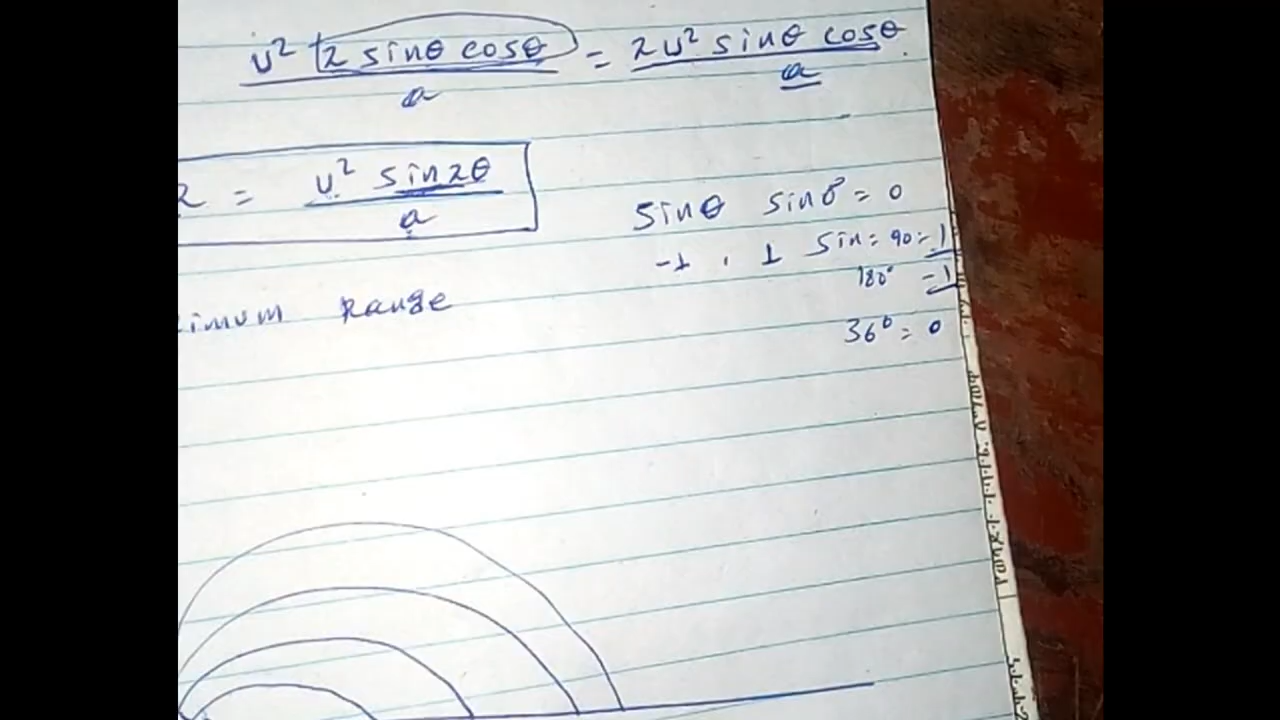 u² 2 sinθ cosθ / a = 2u² sinθ cosθ / a
R = u² sin2θ / a
sinθ sin0° = 0
-1 , 1 sin = 90 = 1
180° = 1
imum Range
36° = 0